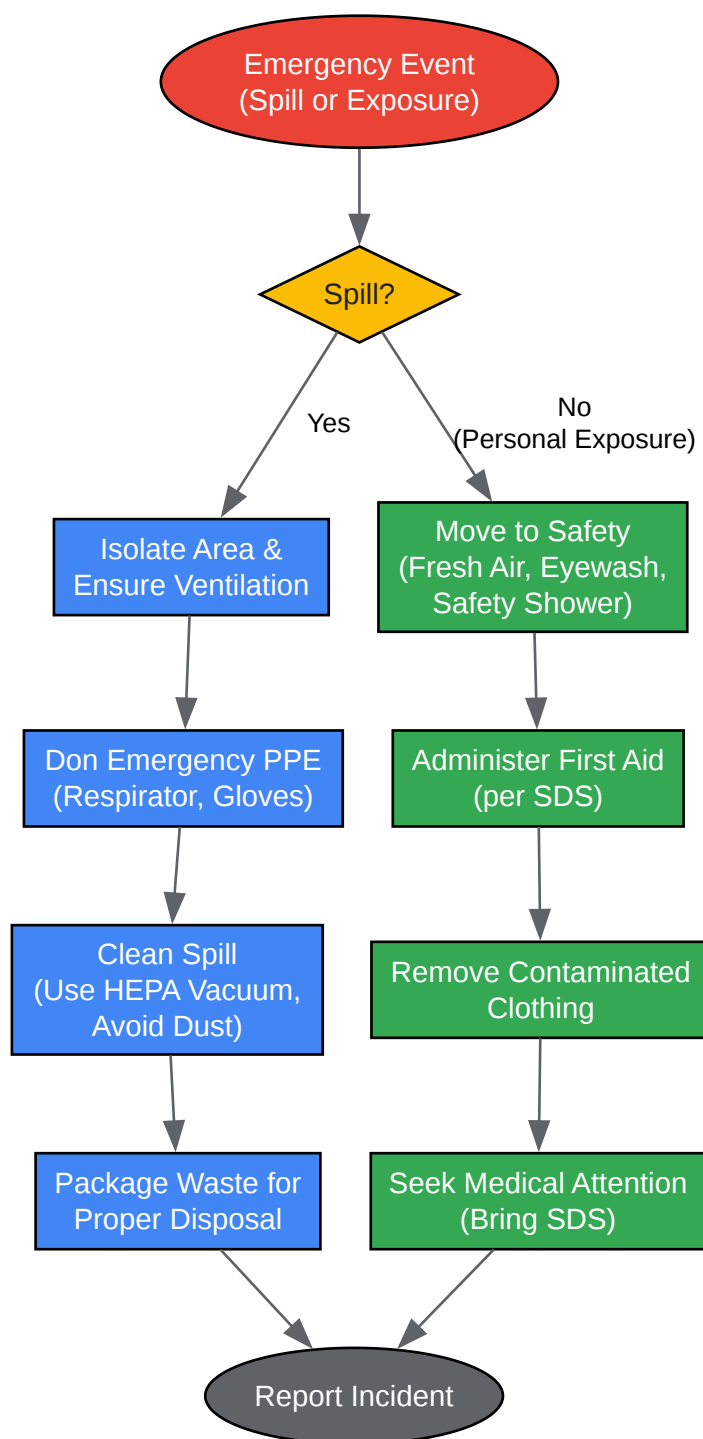 Emergency Event
(Spill or Exposure)
Spill?
Yes
No
(Personal Exposure)
Isolate Area &
Ensure Ventilation
Move to Safety
(Fresh Air, Eyewash,
Safety Shower)
Don Emergency PPE
(Respirator, Gloves)
Administer First Aid
(per SDS)
Clean Spill
(Use HEPA Vacuum,
Avoid Dust)
Remove Contaminated
Clothing
Package Waste for
Proper Disposal
Seek Medical Attention
(Bring SDS)
Report Incident